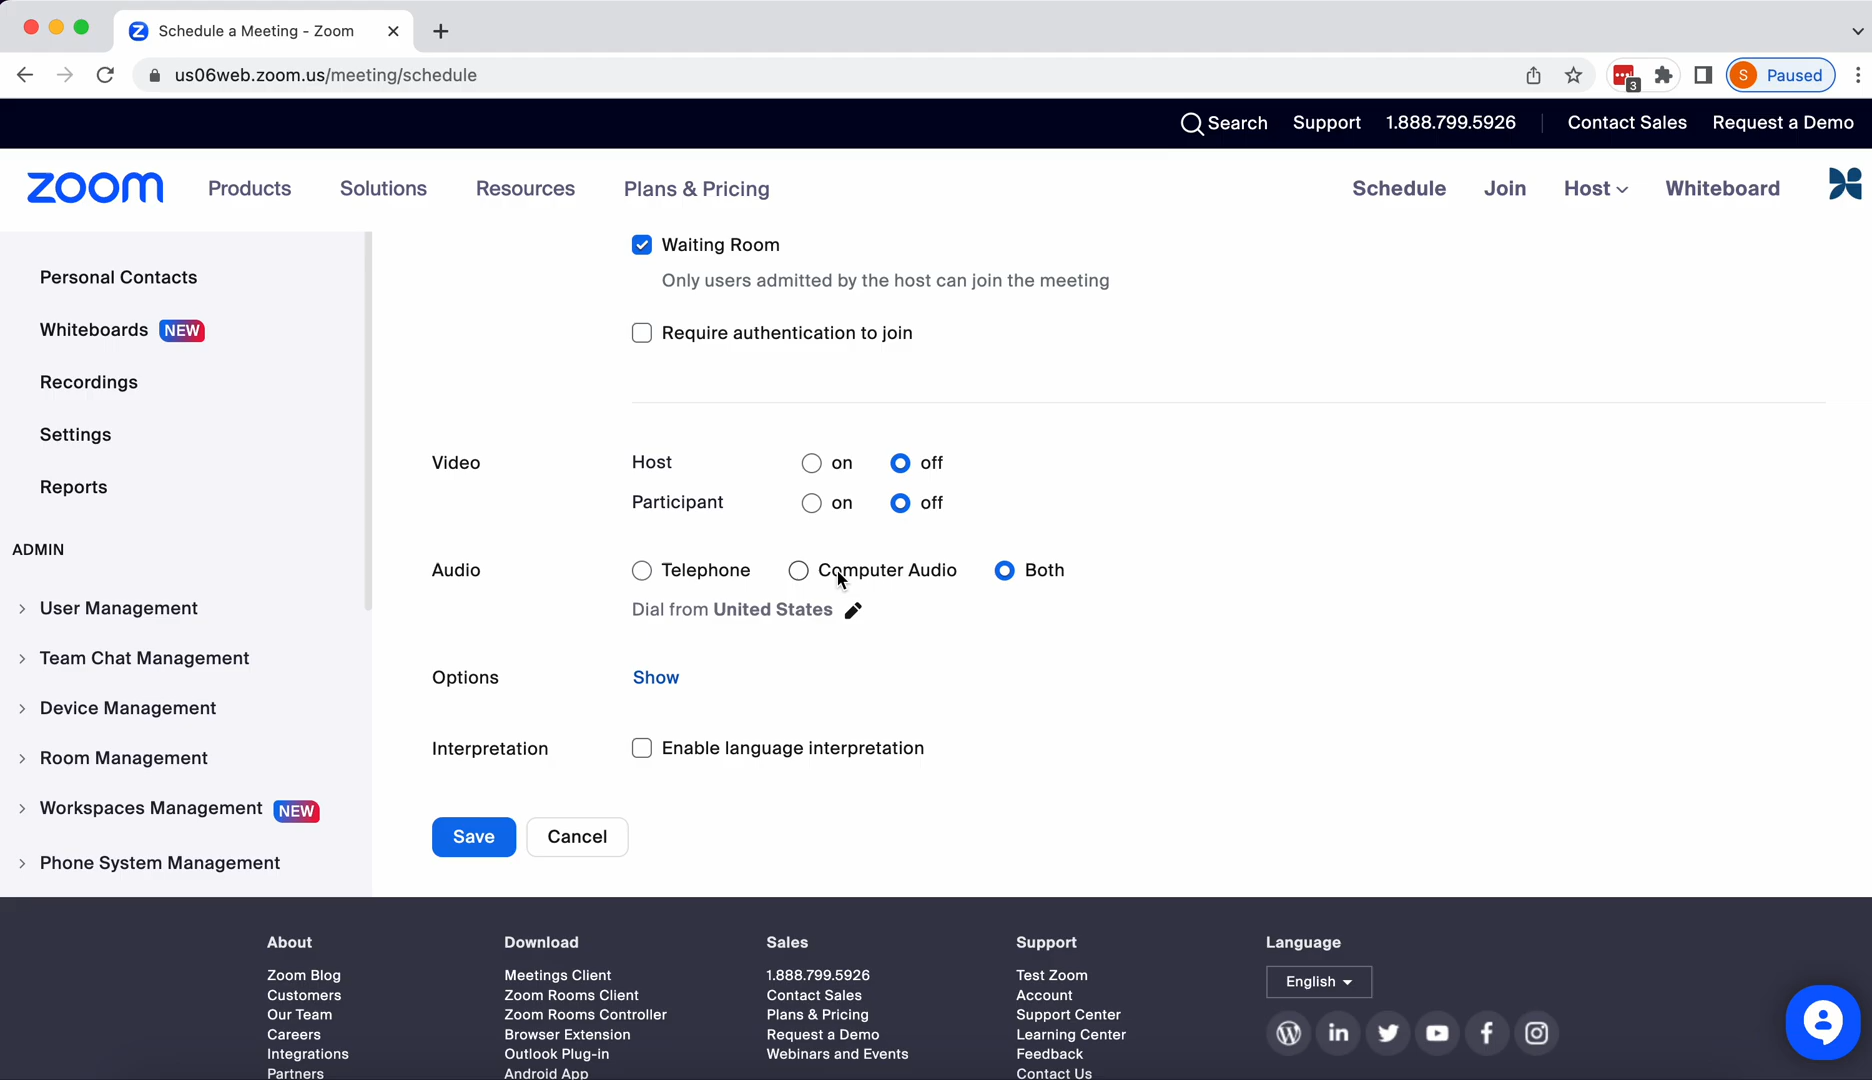 Schedule a Meeting - Zoom
us06web.zoom.us/meeting/schedule
3
S Paused
Search Support 1.888.799.5926 Contact Sales Request a Demo
zoom Products Solutions Resources Plans & Pricing Schedule Join Host Whiteboard
Personal Contacts
Whiteboards NEW
Recordings
Settings
Reports
ADMIN
User Management
Team Chat Management
Device Management
Room Management
Workspaces Management NEW
Phone System Management
Waiting Room
Only users admitted by the host can join the meeting
Require authentication to join
Video Host on off
Participant on off
Audio Telephone Computer Audio Both
Dial from United States
Options Show
Interpretation Enable language interpretation
Save Cancel
About
Zoom Blog
Customers
Our Team
Careers
Integrations
Partners
Download
Meetings Client
Zoom Rooms Client
Zoom Rooms Controller
Browser Extension
Outlook Plug-in
Android App
Sales
1.888.799.5926
Contact Sales
Plans & Pricing
Request a Demo
Webinars and Events
Support
Test Zoom
Account
Support Center
Learning Center
Feedback
Contact Us
Language
English